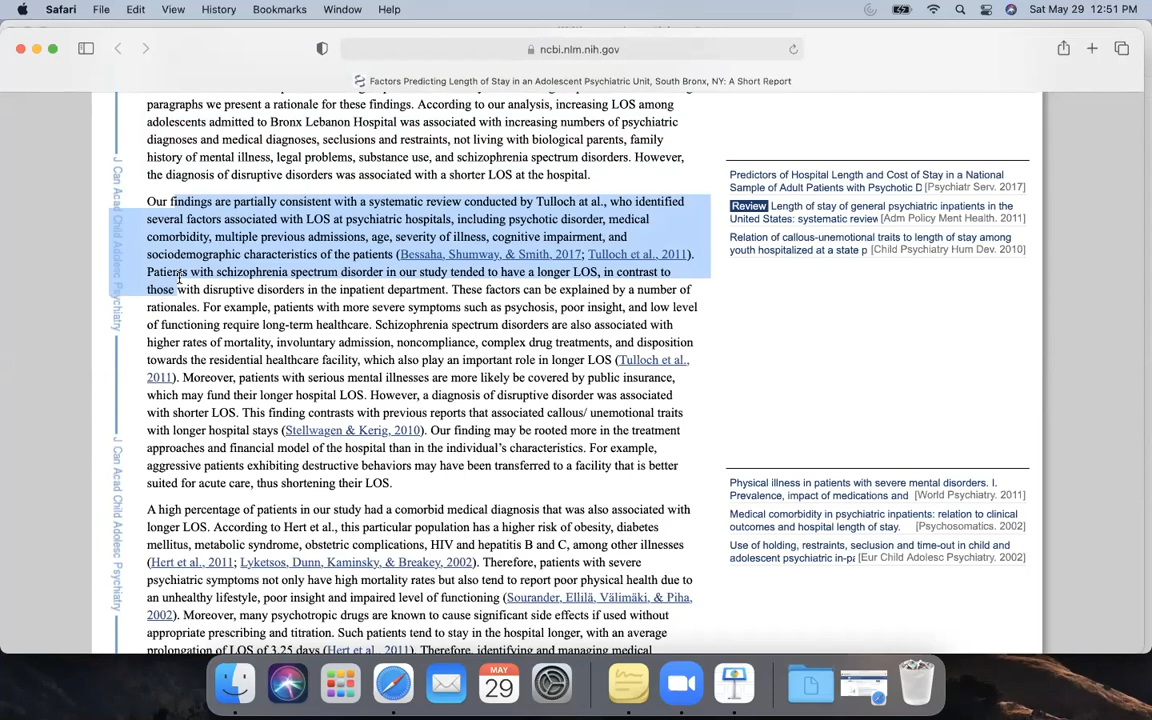 Safari File Edit View History Bookmarks Window Help Sat May 29 12:51 PM
ncbi.nlm.nih.gov
Factors Predicting Length of Stay in an Adolescent Psychiatric Unit, South Bronx, NY: A Short Report
paragraphs we present a rationale for these findings. According to our analysis, increasing LOS among
adolescents admitted to Bronx Lebanon Hospital was associated with increasing numbers of psychiatric
diagnoses and medical diagnoses, seclusions and restraints, not living with biological parents, family
history of mental illness, legal problems, substance use, and schizophrenia spectrum disorders. However,
the diagnosis of disruptive disorders was associated with a shorter LOS at the hospital.
Our findings are partially consistent with a systematic review conducted by Tulloch at al., who identified
several factors associated with LOS at psychiatric hospitals, including psychotic disorder, medical
comorbidity, multiple previous admissions, age, severity of illness, cognitive impairment, and
sociodemographic characteristics of the patients (Bessaha, Shumway, & Smith, 2017; Tulloch et al., 2011).
Patients with schizophrenia spectrum disorder in our study tended to have a longer LOS, in contrast to
those with disruptive disorders in the inpatient department. These factors can be explained by a number of
rationales. For example, patients with more severe symptoms such as psychosis, poor insight, and low level
of functioning require long-term healthcare. Schizophrenia spectrum disorders are also associated with
higher rates of mortality, involuntary admission, noncompliance, complex drug treatments, and disposition
towards the residential healthcare facility, which also play an important role in longer LOS (Tulloch et al.,
2011). Moreover, patients with serious mental illnesses are more likely be covered by public insurance,
which may fund their longer hospital LOS. However, a diagnosis of disruptive disorder was associated
with shorter LOS. This finding contrasts with previous reports that associated callous/ unemotional traits
with longer hospital stays (Stellwagen & Kerig, 2010). Our finding may be rooted more in the treatment
approaches and financial model of the hospital than in the individual's characteristics. For example,
aggressive patients exhibiting destructive behaviors may have been transferred to a facility that is better
suited for acute care, thus shortening their LOS.
A high percentage of patients in our study had a comorbid medical diagnosis that was also associated with
longer LOS. According to Hert et al., this particular population has a higher risk of obesity, diabetes
mellitus, metabolic syndrome, obstetric complications, HIV and hepatitis B and C, among other illnesses
(Hert et al., 2011; Lyketsos, Dunn, Kaminsky, & Breakey, 2002). Therefore, patients with severe
psychiatric symptoms not only have high mortality rates but also tend to report poor physical health due to
an unhealthy lifestyle, poor insight and impaired level of functioning (Sourander, Ellilä, Välimäki, & Piha,
2002). Moreover, many psychotropic drugs are known to cause significant side effects if used without
appropriate prescribing and titration. Such patients tend to stay in the hospital longer, with an average
prolongation of LOS of 3.25 days (Hert et al., 2011). Therefore, identifying and managing medical
J Can Acad Child Adolesc Psychiatry
J Can Acad Child Adolesc Psychiatry
Predictors of Hospital Length and Cost of Stay in a National
Sample of Adult Patients with Psychotic D [Psychiatr Serv. 2017]
Review Length of stay of general psychiatric inpatients in the
United States: systematic review [Adm Policy Ment Health. 2011]
Relation of callous-unemotional traits to length of stay among
youth hospitalized at a state p [Child Psychiatry Hum Dev. 2010]
Physical illness in patients with severe mental disorders. I.
Prevalence, impact of medications and [World Psychiatry. 2011]
Medical comorbidity in psychiatric inpatients: relation to clinical
outcomes and hospital length of stay. [Psychosomatics. 2002]
Use of holding, restraints, seclusion and time-out in child and
adolescent psychiatric in-p [Eur Child Adolesc Psychiatry. 2002]
MAY
29